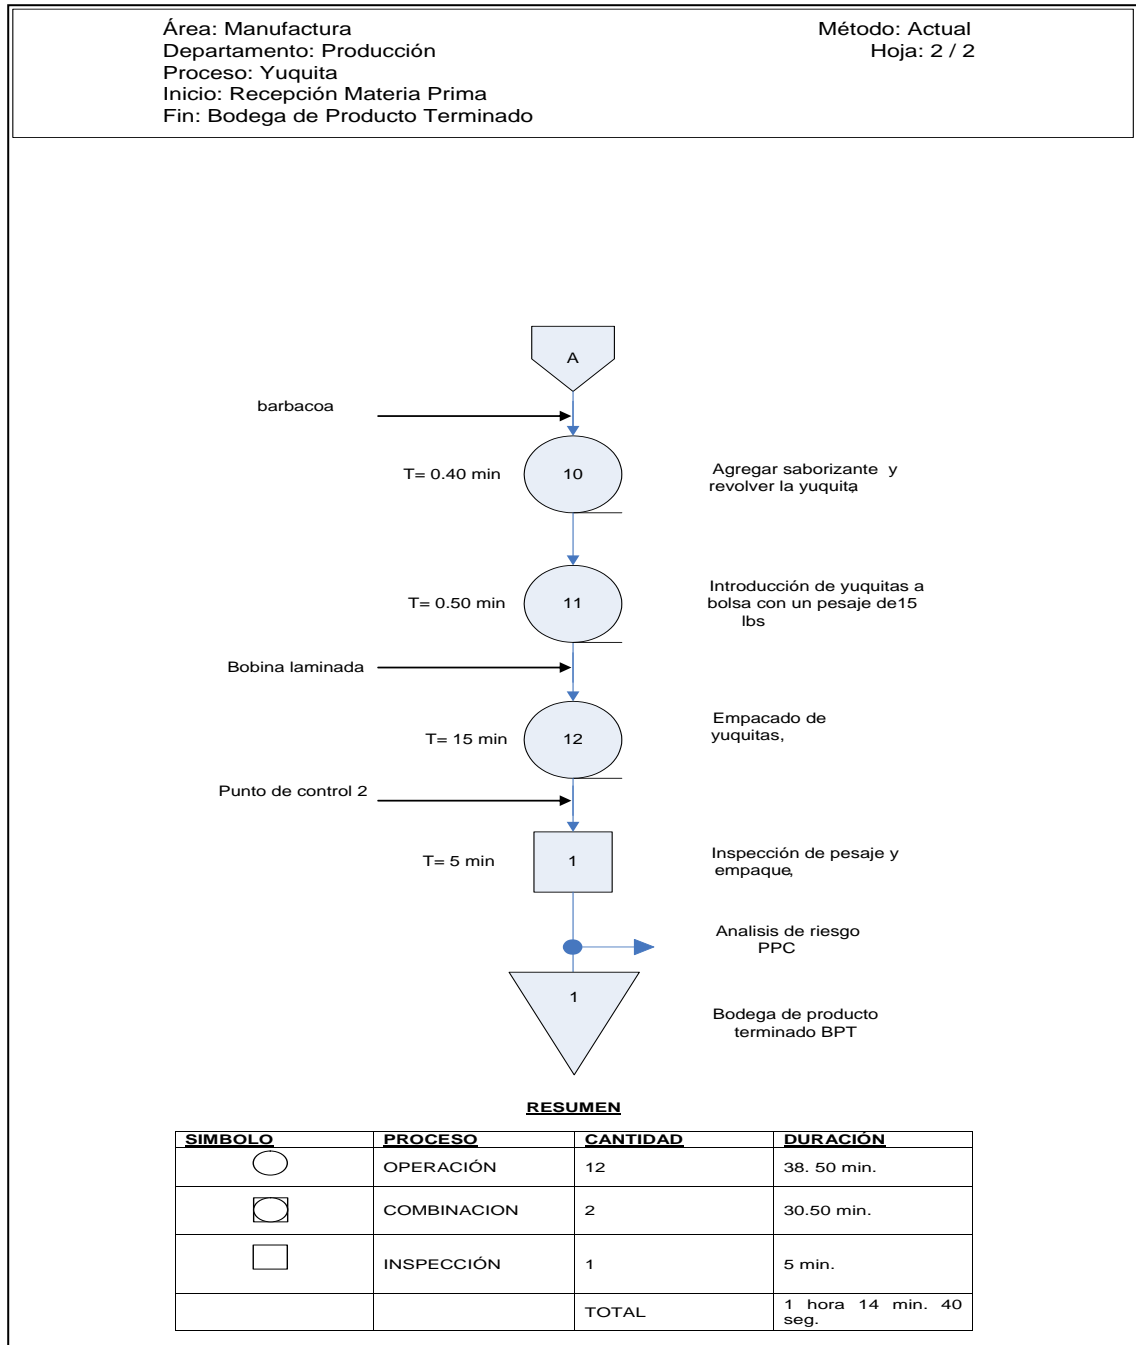 Área: Manufactura
Método: Actual
Departamento: Producción
Hoja: 2 / 2
Proceso: Yuquita
Inicio: Recepción Materia Prima
Fin: Bodega de Producto Terminado
A
barbacoa
T= 0.40 min
10
Agregar saborizante y
revolver la yuquita,
T= 0.50 min
11
Introducción de yuquitas a
bolsa con un pesaje de15
lbs
Bobina laminada
T= 15 min
12
Empacado de
yuquitas,
Punto de control 2
T= 5 min
1
Inspección de pesaje y
empaque,
Analisis de riesgo
PPC
1
Bodega de producto
terminado BPT
RESUMEN
SIMBOLO PROCESO CANTIDAD DURACIÓN
OPERACIÓN 12 38. 50 min.
COMBINACION 2 30.50 min.
INSPECCIÓN 1 5 min.
TOTAL 1 hora 14 min. 40
seg.